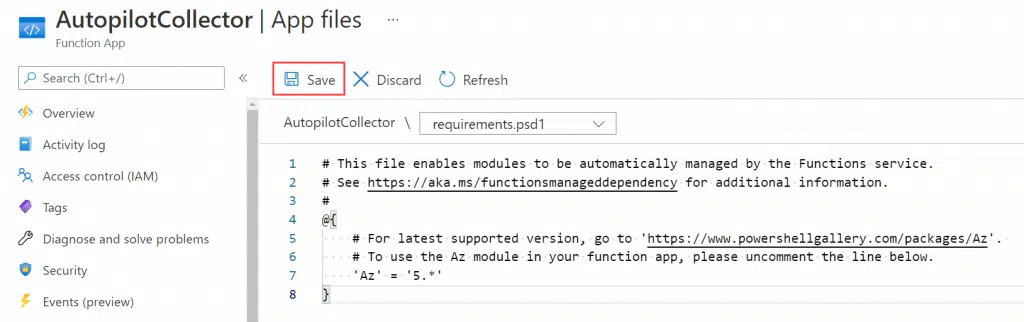 AutopilotCollector | App files ...
Function App
Search (Ctrl+/)
«
Save
Discard
Refresh
Overview
Activity log
Access control (IAM)
Tags
Diagnose and solve problems
Security
Events (preview)
AutopilotCollector \ requirements.psd1
1 # This file enables modules to be automatically managed by the Functions service.
2 # See https://aka.ms/functionsmanageddependency for additional information.
3 #
4 @{
5 # For latest supported version, go to 'https://www.powershellgallery.com/packages/Az'.
6 # To use the Az module in your function app, please uncomment the line below.
7 'Az' = '5.*'
8 }